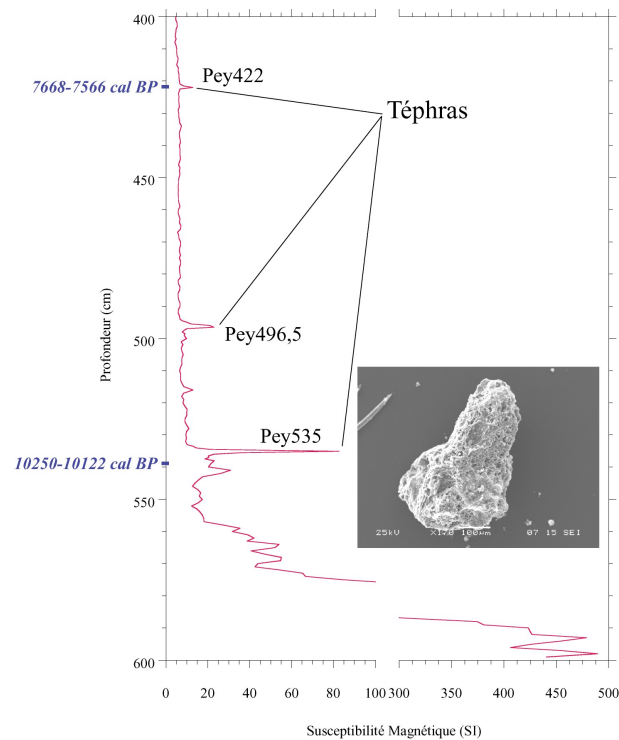 400
7668-7566 cal BP
Pey422
Téphras
450
Profondeur (cm)
500
Pey496,5
Pey535
10250-10122 cal BP
550
25kV X170 100µm 07 15 SEI
600
0 20 40 60 80 100 300 350 400 450 500
Susceptibilité Magnétique (SI)